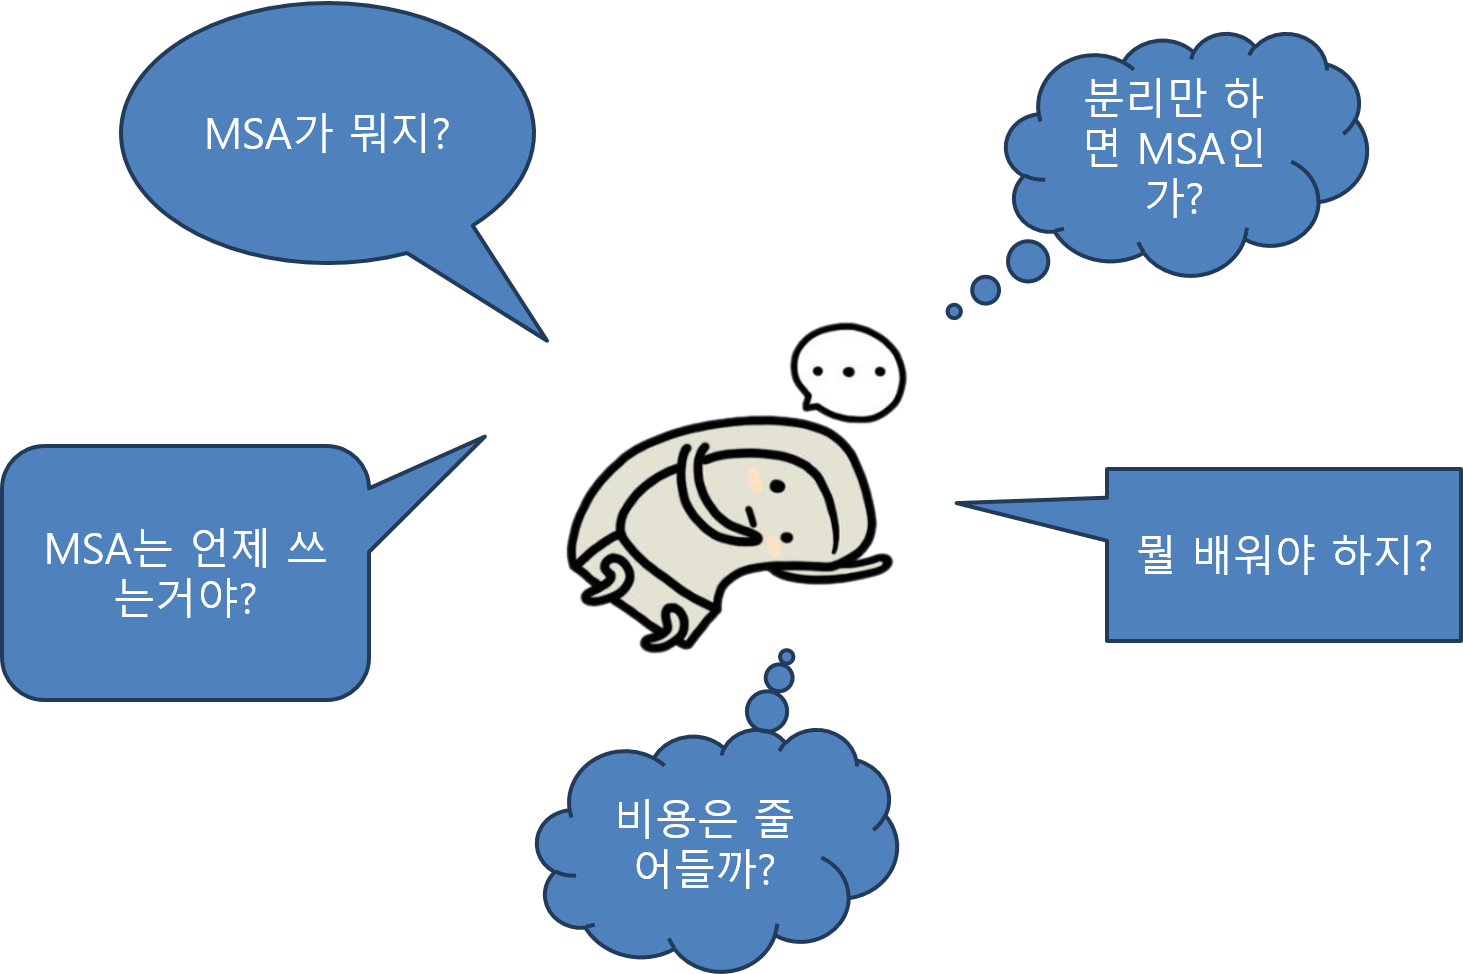 MSA가 뭐지?
분리만 하
면 MSA인
가?
MSA는 언제 쓰
는거야?
뭘 배워야 하지?
비용은 줄
어들까?